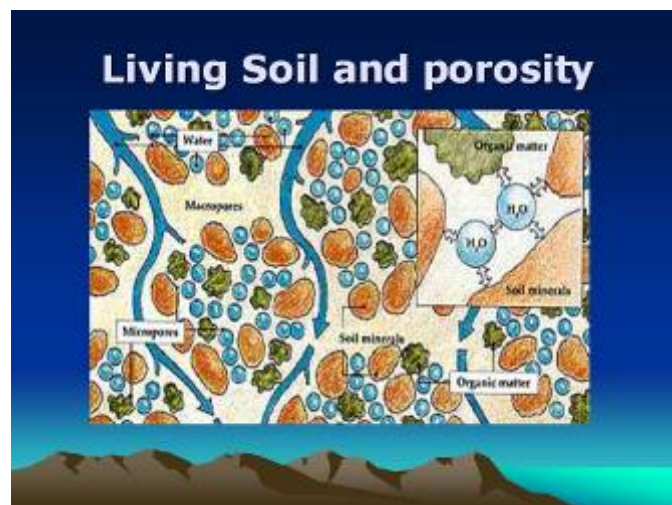 Living Soil and porosity
Water
Organic matter
Macropores
H₂O
H₂O
Soil minerals
Micropores
Soil minerals
Organic matter